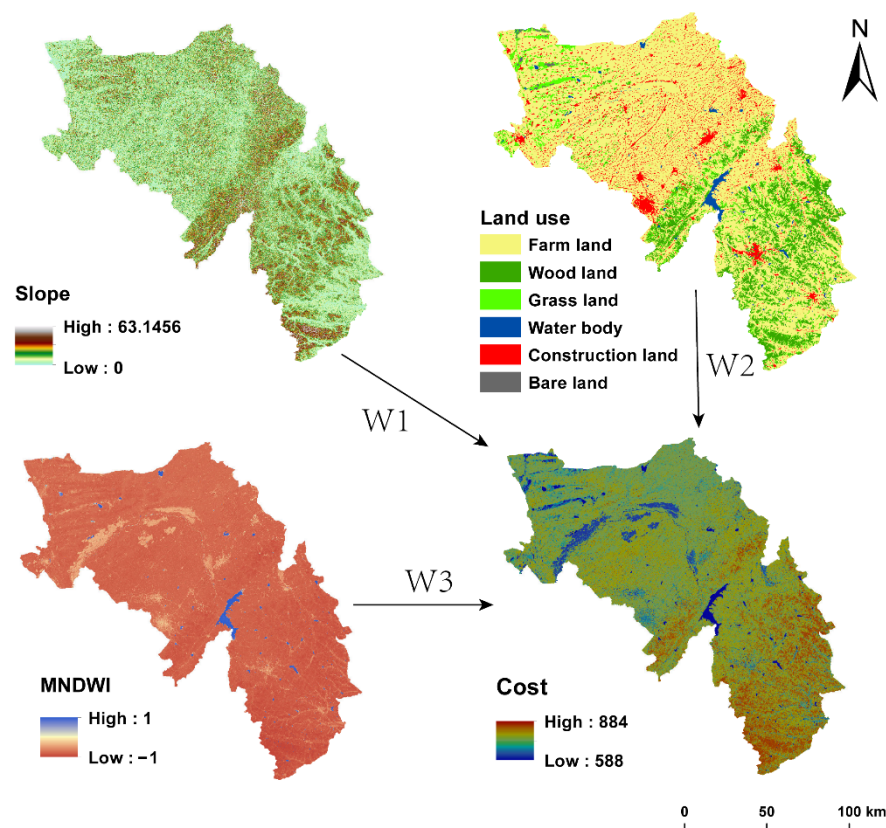 N
Slope
High : 63.1456
Low : 0
Land use
Farm land
Wood land
Grass land
Water body
Construction land
Bare land
W1
W2
W3
MNDWI
High : 1
Low : −1
Cost
High : 884
Low : 588
0 50 100 km